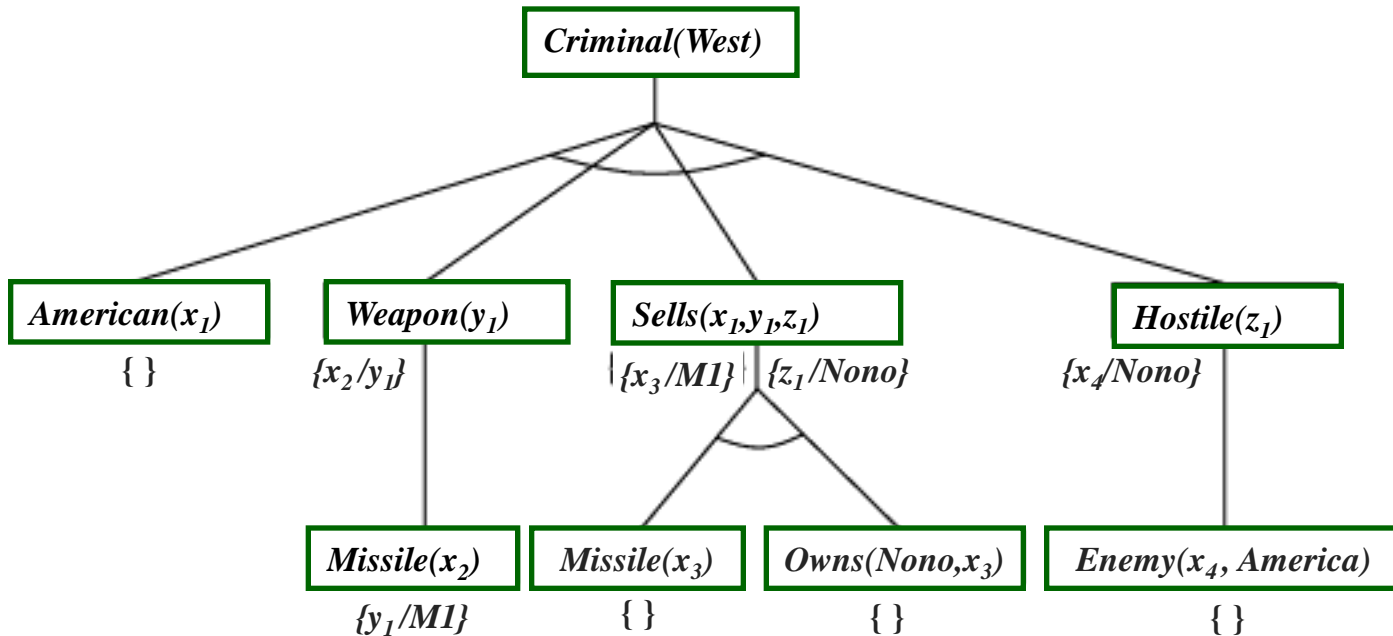 Criminal(West)
American(x₁) Weapon(y₁) Sells(x₁,y₁,z₁) Hostile(z₁)
{ } {x₂/y₁} {x₃/M1} {z₁/Nono} {x₄/Nono}
Missile(x₂) Missile(x₃) Owns(Nono,x₃) Enemy(x₄, America)
{y₁/M1} { } { } { }